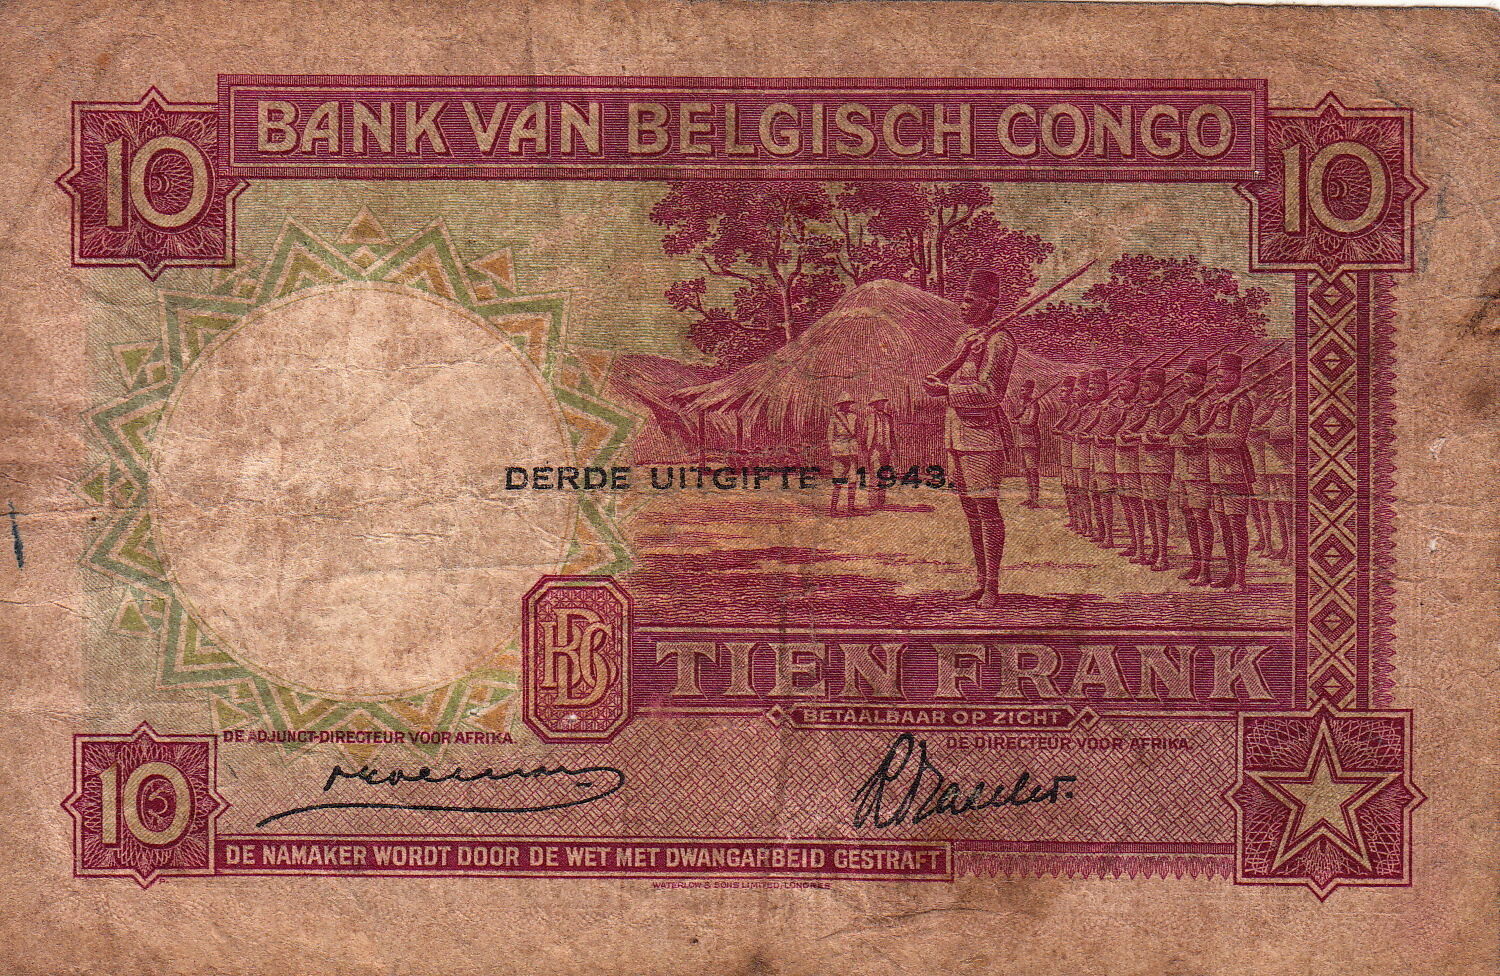 BANK VAN BELGISCH CONGO
10
10
DERDE UITGIFTE - 1943.
BCB
TIEN FRANK
BETAALBAAR OP ZICHT
DE ADJUNCT-DIRECTEUR VOOR AFRIKA.
DE DIRECTEUR VOOR AFRIKA.
10
DE NAMAKER WORDT DOOR DE WET MET DWANGARBEID GESTRAFT
WATERLOW & SONS LIMITED, LONDRES